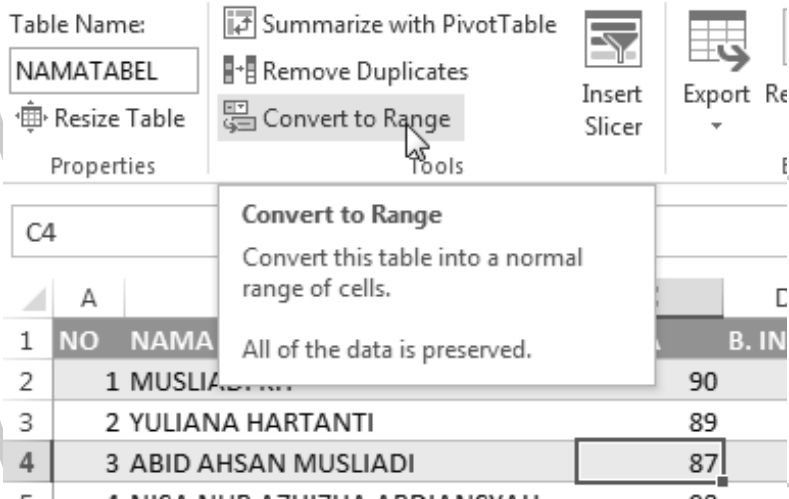 Table Name:
NAMATABEL
Resize Table
Properties
Summarize with PivotTable
Remove Duplicates
Convert to Range
Tools
Insert
Slicer
Export
Convert to Range
Convert this table into a normal
range of cells.
All of the data is preserved.
C4
A
1 NO NAMA B. IN
2 1 90
3 2 YULIANA HARTANTI 89
4 3 ABID AHSAN MUSLIADI 87